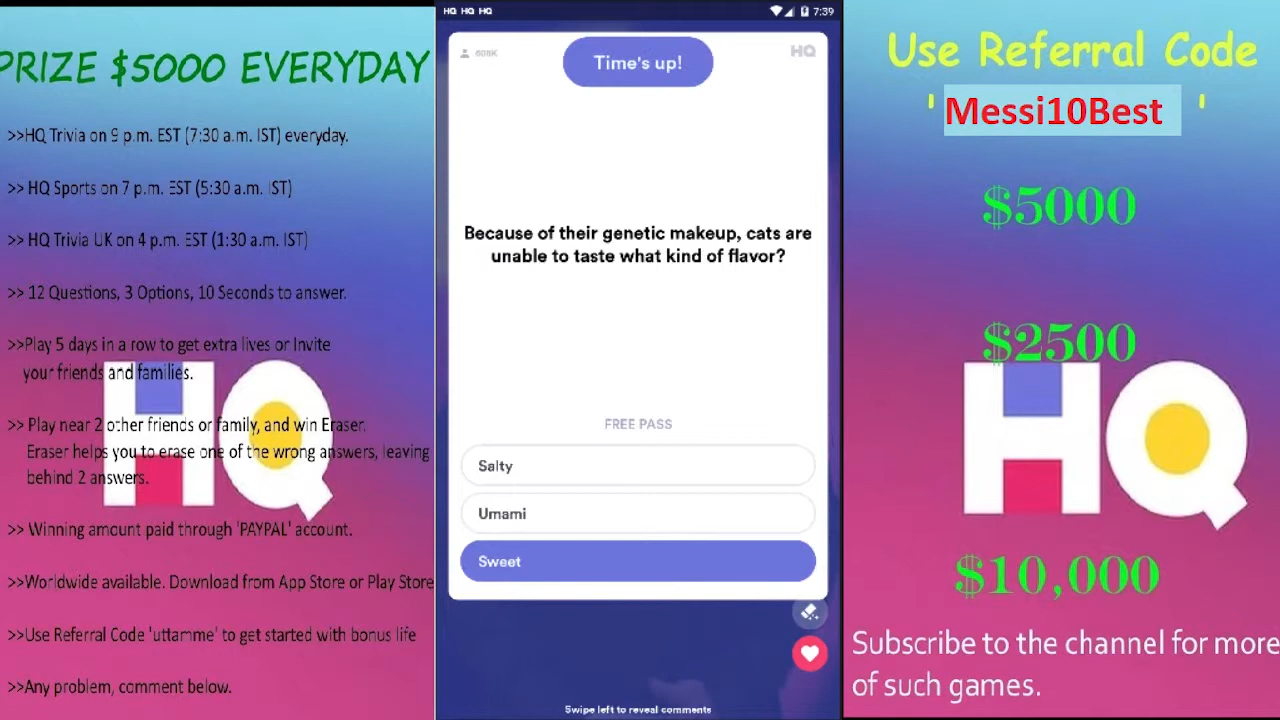 PRIZE $5000 EVERYDAY
>>HQ Trivia on 9 p.m. EST (7:30 a.m. IST) everyday.
>> HQ Sports on 7 p.m. EST (5:30 a.m. IST)
>> HQ Trivia UK on 4 p.m. EST (1:30 a.m. IST)
>> 12 Questions, 3 Options, 10 Seconds to answer.
>>Play 5 days in a row to get extra lives or Invite
your friends and families.
>> Play near 2 other friends or family, and win Eraser.
Eraser helps you to erase one of the wrong answers, leaving
behind 2 answers.
>> Winning amount paid through 'PAYPAL' account.
>>Worldwide available. Download from App Store or Play Store
>>Use Referral Code 'uttamme' to get started with bonus life
>>Any problem, comment below.
HQ
HQ HQ HQ
7:39
608K
Time's up!
HQ
Because of their genetic makeup, cats are
unable to taste what kind of flavor?
FREE PASS
Salty
Umami
Sweet
Swipe left to reveal comments
Use Referral Code
' Messi10Best '
$5000
$2500
HQ
$10,000
Subscribe to the channel for more
of such games.